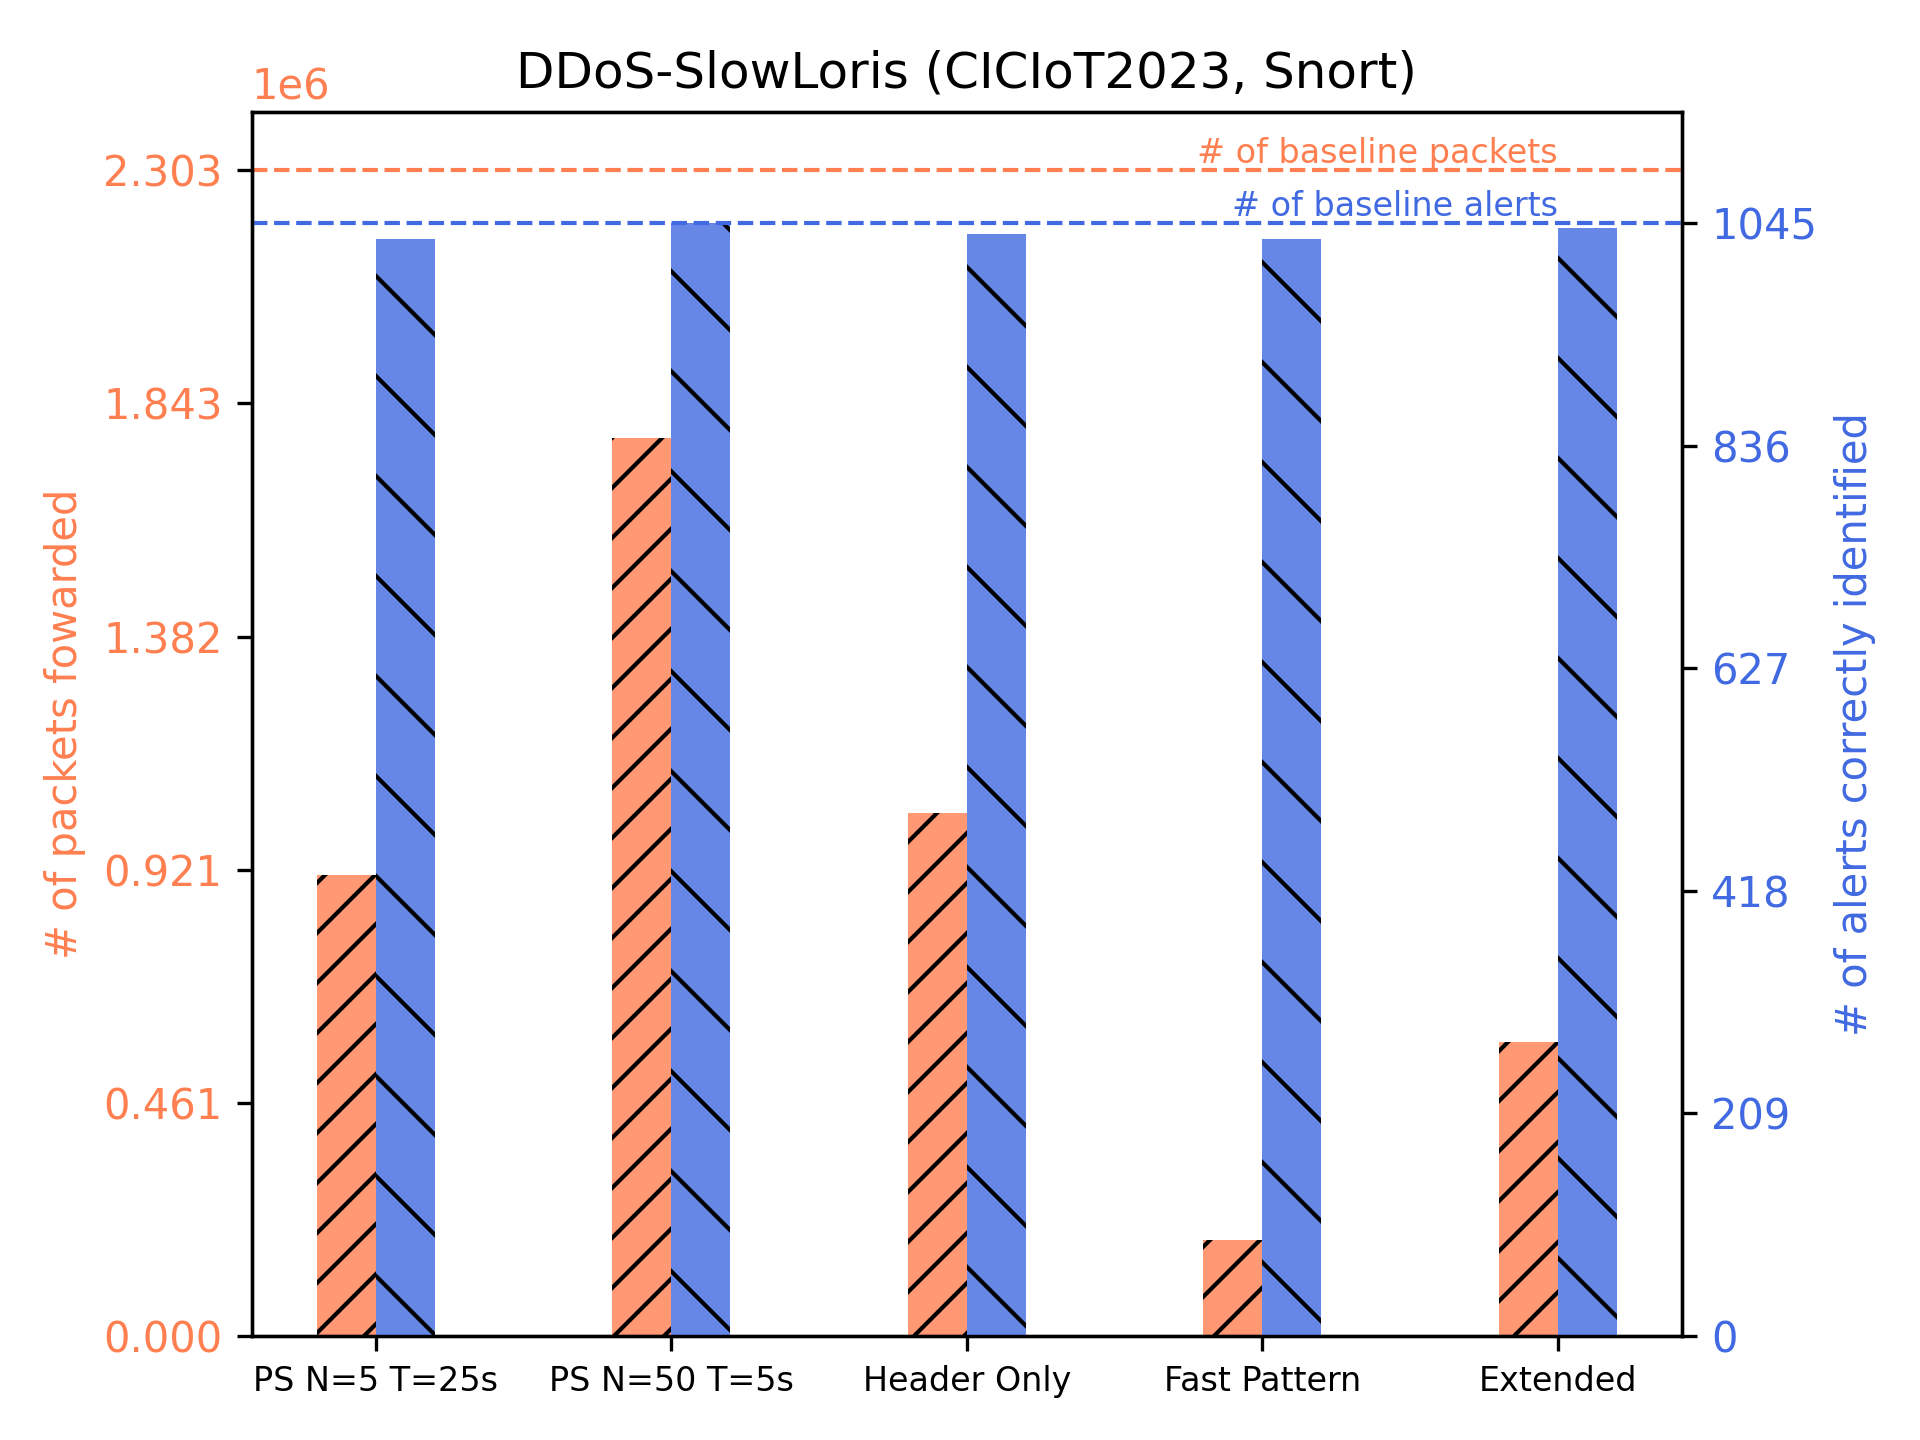 DDoS-SlowLoris (CICIoT2023, Snort)
1e6
# of baseline packets
# of baseline alerts
2.303
1.843
1.382
0.921
0.461
0.000
# of packets fowarded
1045
836
627
418
209
0
# of alerts correctly identified
PS N=5 T=25s
PS N=50 T=5s
Header Only
Fast Pattern
Extended